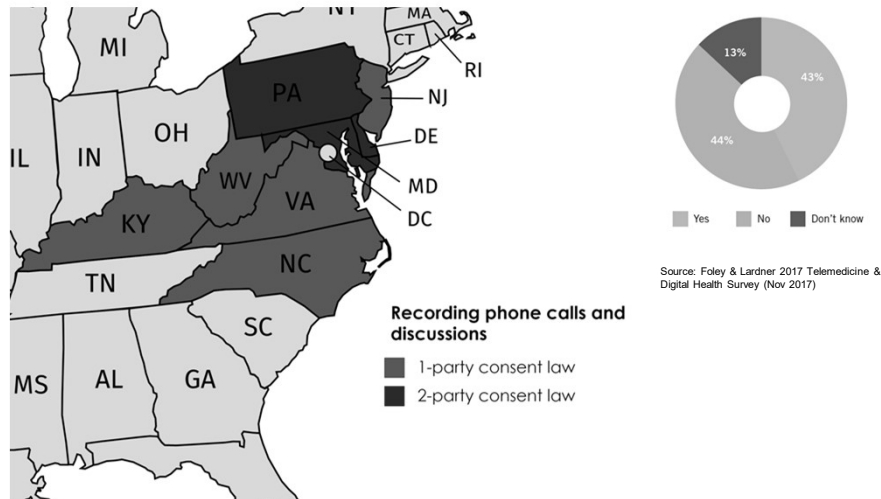 NY
MA
MI
CT
RI
PA
NJ
OH
DE
IL
IN
WV
MD
VA
DC
KY
NC
TN
SC
MS
AL
GA
Recording phone calls and
discussions
1-party consent law
2-party consent law
13%
43%
44%
Yes
No
Don't know
Source: Foley & Lardner 2017 Telemedicine &
Digital Health Survey (Nov 2017)